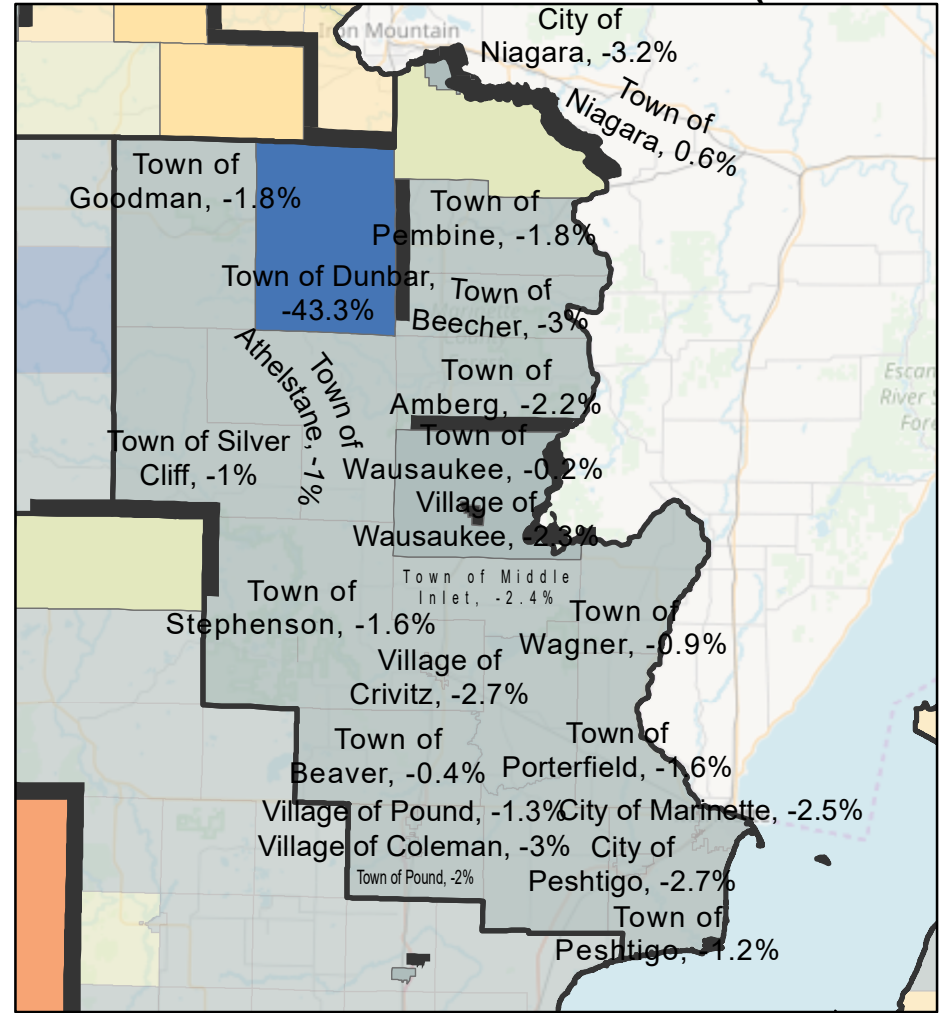 Iron Mountain
City of
Niagara, -3.2%
Town of
Niagara, 0.6%
Town of
Goodman, -1.8%
Town of
Pembine, -1.8%
Town of Dunbar,
-43.3%
Town of
Beecher, -3%
Town of
Athelstane, -1%
Town of
Amberg, -2.2%
Town of Silver
Cliff, -1%
Town of
Wausaukee, -0.2%
Village of
Wausaukee, -2.3%
Town of Middle
Inlet, -2.4%
Town of
Stephenson, -1.6%
Town of
Wagner, -0.9%
Village of
Crivitz, -2.7%
Town of
Beaver, -0.4%
Town of
Porterfield, -1.6%
Village of Pound, -1.3%
City of Marinette, -2.5%
Village of Coleman, -3%
City of
Peshtigo, -2.7%
Town of Pound, -2%
Town of
Peshtigo, -1.2%
Escan
River S
Fore